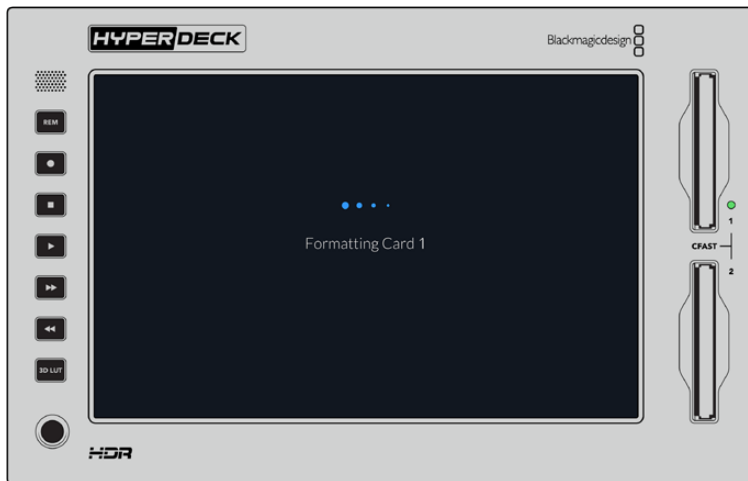 HYPERDECK
Blackmagicdesign
REM
1
CFAST
2
Formatting Card 1
3D LUT
HDR